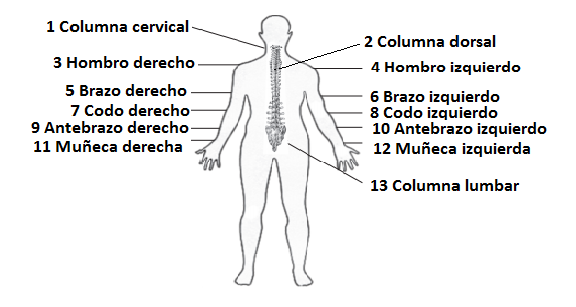 1 Columna cervical
2 Columna dorsal
3 Hombro derecho
4 Hombro izquierdo
5 Brazo derecho
6 Brazo izquierdo
7 Codo derecho
8 Codo izquierdo
9 Antebrazo derecho
10 Antebrazo izquierdo
11 Muñeca derecha
12 Muñeca izquierda
13 Columna lumbar